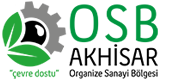 OSB
AKHİSAR
"çevre dostu" Organize Sanayi Bölgesi